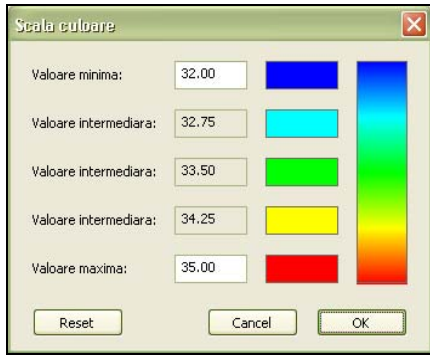 Scala culoare
Valoare minima: 32.00
Valoare intermediara: 32.75
Valoare intermediara: 33.50
Valoare intermediara: 34.25
Valoare maxima: 35.00
Reset Cancel OK